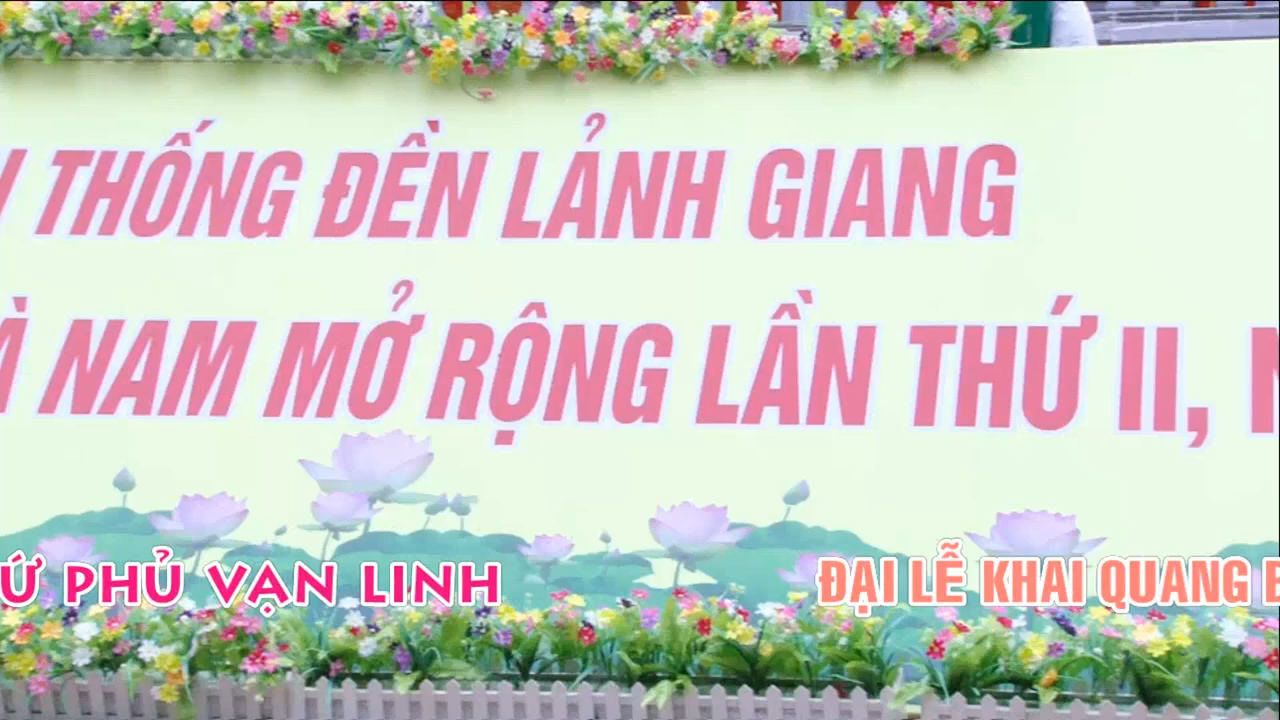 THỐNG ĐỀN LẢNH GIANG
NAM MỞ RỘNG LẦN THỨ II,
PHỦ VẠN LINH
ĐẠI LỄ KHAI QUANG